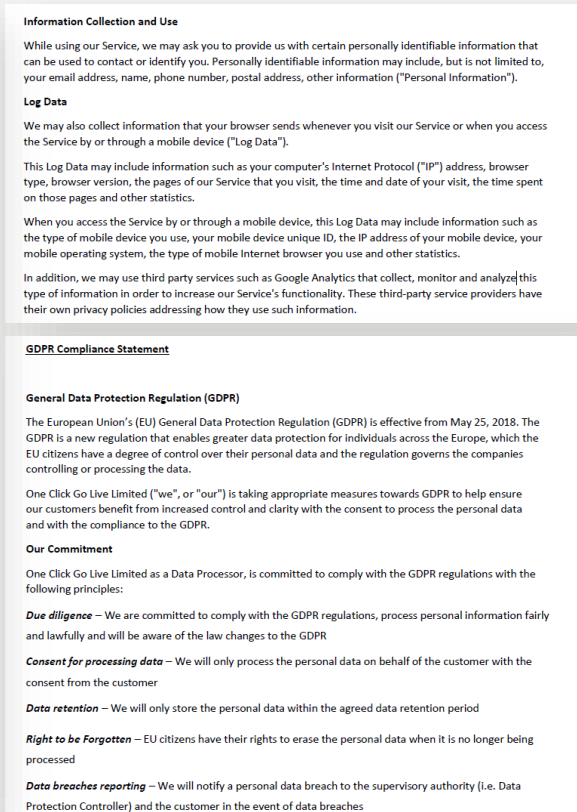 Information Collection and Use
While using our Service, we may ask you to provide us with certain personally identifiable information that
can be used to contact or identify you. Personally identifiable information may include, but is not limited to,
your email address, name, phone number, postal address, other information ("Personal Information").
Log Data
We may also collect information that your browser sends whenever you visit our Service or when you access
the Service by or through a mobile device ("Log Data").
This Log Data may include information such as your computer's Internet Protocol ("IP") address, browser
type, browser version, the pages of our Service that you visit, the time and date of your visit, the time spent
on those pages and other statistics.
When you access the Service by or through a mobile device, this Log Data may include information such as
the type of mobile device you use, your mobile device unique ID, the IP address of your mobile device, your
mobile operating system, the type of mobile Internet browser you use and other statistics.
In addition, we may use third party services such as Google Analytics that collect, monitor and analyze this
type of information in order to increase our Service's functionality. These third-party service providers have
their own privacy policies addressing how they use such information.
GDPR Compliance Statement
General Data Protection Regulation (GDPR)
The European Union's (EU) General Data Protection Regulation (GDPR) is effective from May 25, 2018. The
GDPR is a new regulation that enables greater data protection for individuals across the Europe, which the
EU citizens have a degree of control over their personal data and the regulation governs the companies
controlling or processing the data.
One Click Go Live Limited ("we", or "our") is taking appropriate measures towards GDPR to help ensure
our customers benefit from increased control and clarity with the consent to process the personal data
and with the compliance to the GDPR.
Our Commitment
One Click Go Live Limited as a Data Processor, is committed to comply with the GDPR regulations with the
following principles:
Due diligence – We are committed to comply with the GDPR regulations, process personal information fairly
and lawfully and will be aware of the law changes to the GDPR
Consent for processing data – We will only process the personal data on behalf of the customer with the
consent from the customer
Data retention – We will only store the personal data within the agreed data retention period
Right to be Forgotten – EU citizens have their rights to erase the personal data when it is no longer being
processed
Data breaches reporting – We will notify a personal data breach to the supervisory authority (i.e. Data
Protection Controller) and the customer in the event of data breaches